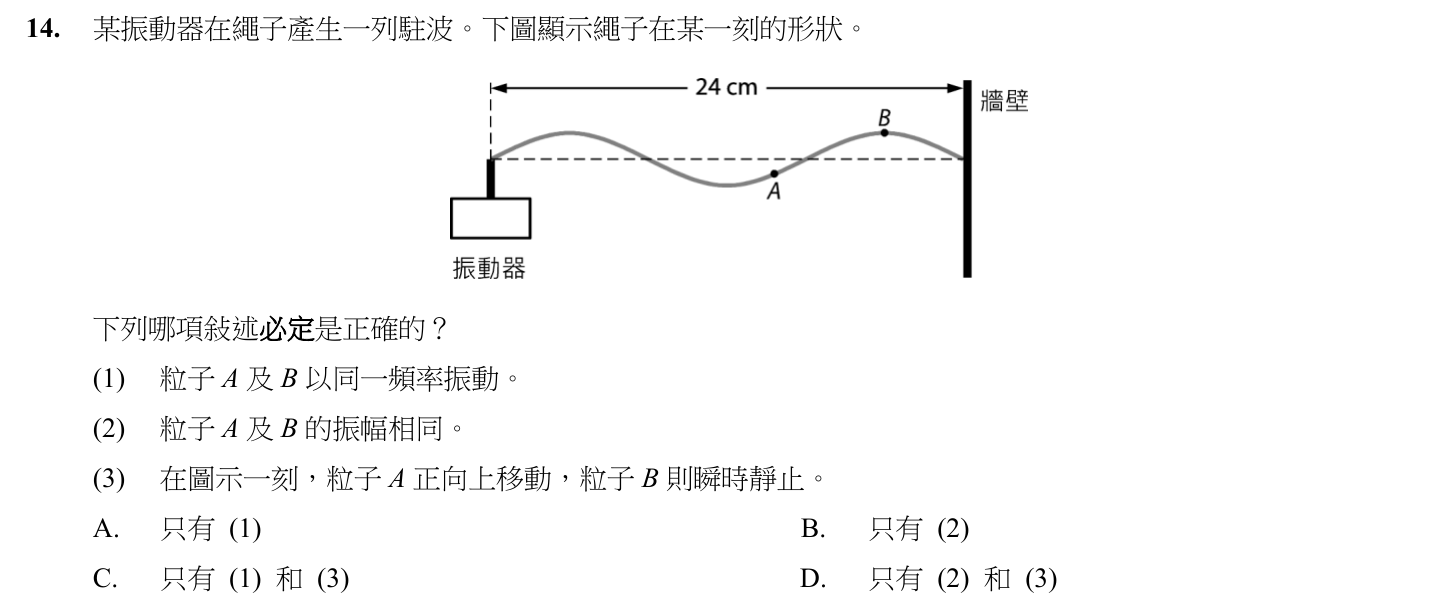 14. 某振動器在繩子產生一列駐波。下圖顯示繩子在某一刻的形狀。
24 cm
牆壁
B
A
振動器
下列哪項敍述必定是正確的？
(1) 粒子 A 及 B 以同一頻率振動。
(2) 粒子 A 及 B 的振幅相同。
(3) 在圖示一刻，粒子 A 正向上移動，粒子 B 則瞬時靜止。
A. 只有 (1) B. 只有 (2)
C. 只有 (1) 和 (3) D. 只有 (2) 和 (3)